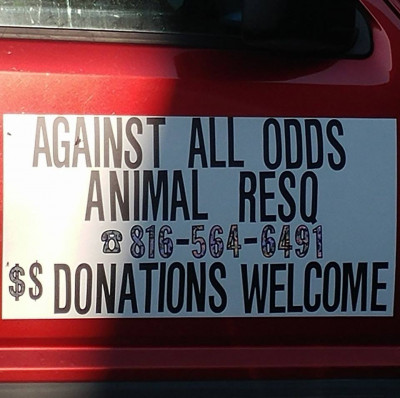 AGAINST ALL ODDS
ANIMAL RESQ
☎816-564-6491
$$ DONATIONS WELCOME